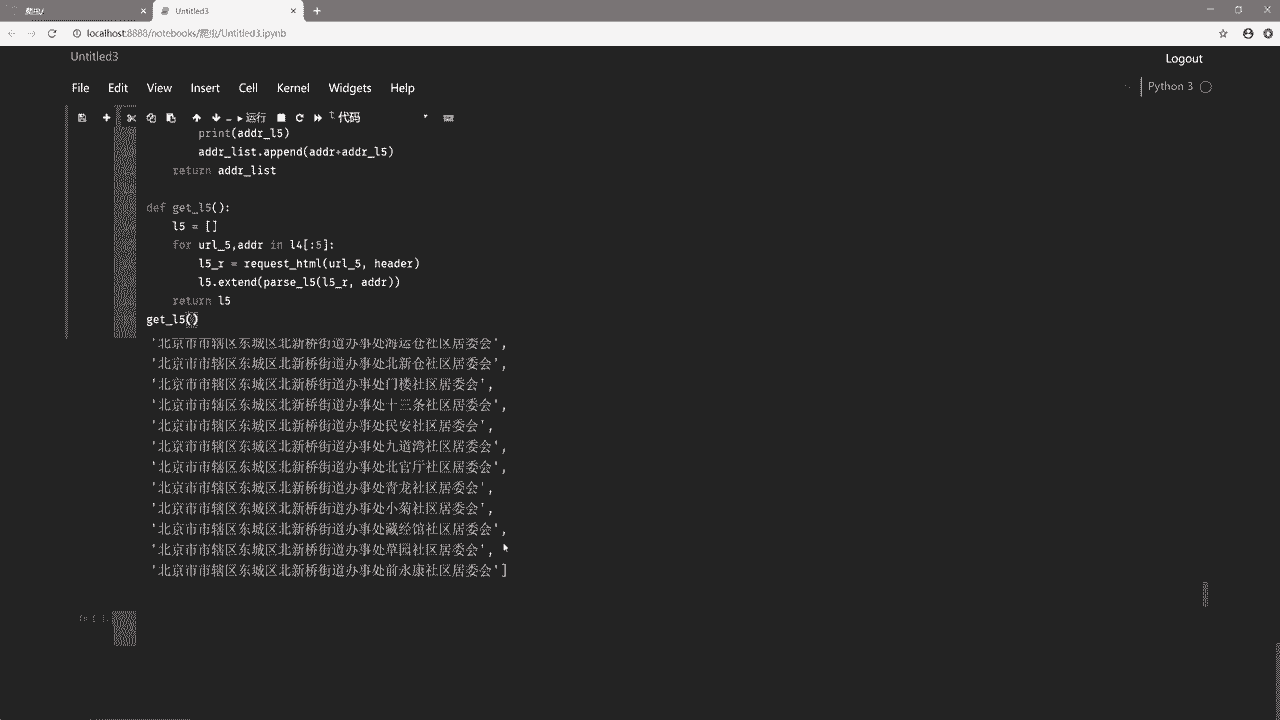 爬虫/
Untitled3
localhost:8888/notebooks/爬虫/Untitled3.ipynb
Untitled3
Logout
File Edit View Insert Cell Kernel Widgets Help
Python 3
运行
代码
print(addr_l5)
addr_list.append(addr+addr_l5)
return addr_list
def get_l5():
l5 = []
for url_5,addr in l4[:5]:
l5_r = request_html(url_5, header)
l5.extend(parse_l5(l5_r, addr))
return l5
get_l5()
'北京市市辖区东城区北新桥街道办事处海运仓社区居委会',
'北京市市辖区东城区北新桥街道办事处北新仓社区居委会',
'北京市市辖区东城区北新桥街道办事处门楼社区居委会',
'北京市市辖区东城区北新桥街道办事处十三条社区居委会',
'北京市市辖区东城区北新桥街道办事处民安社区居委会',
'北京市市辖区东城区北新桥街道办事处九道湾社区居委会',
'北京市市辖区东城区北新桥街道办事处北官厅社区居委会',
'北京市市辖区东城区北新桥街道办事处青龙社区居委会',
'北京市市辖区东城区北新桥街道办事处小菊社区居委会',
'北京市市辖区东城区北新桥街道办事处藏经馆社区居委会',
'北京市市辖区东城区北新桥街道办事处草园社区居委会',
'北京市市辖区东城区北新桥街道办事处前永康社区居委会']